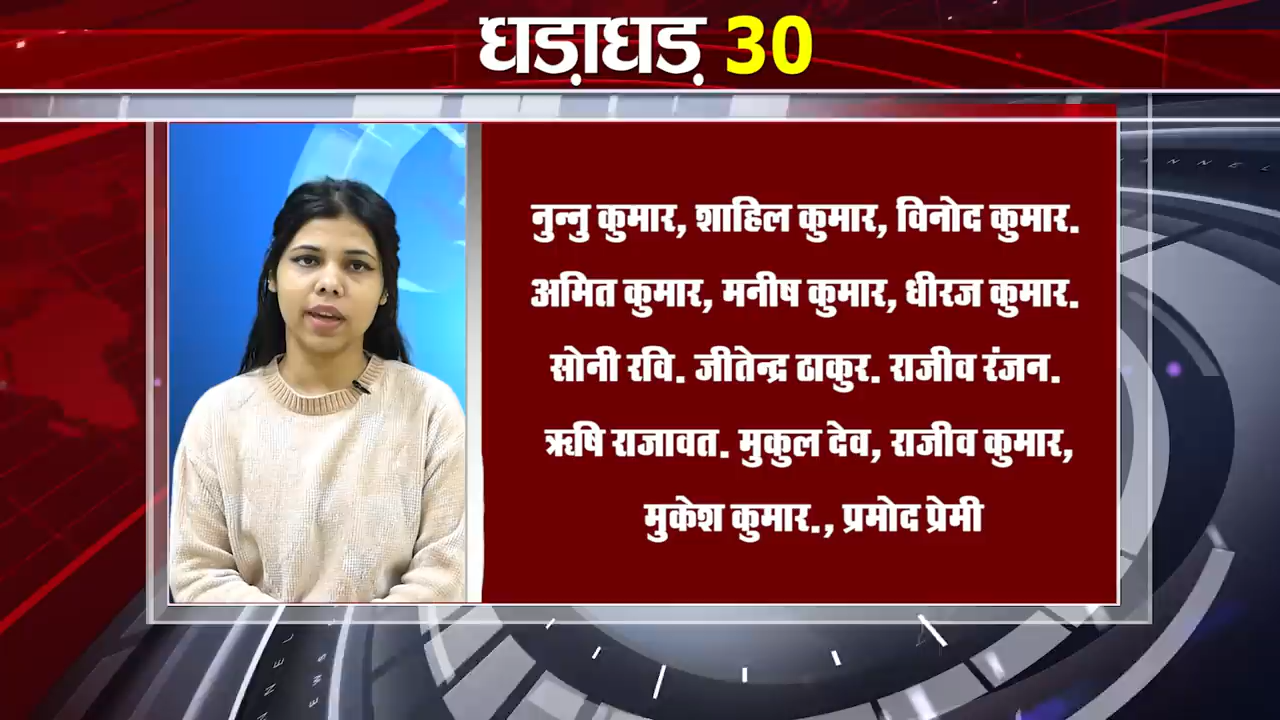 धड़ाधड़ 30
नुन्नु कुमार, शाहिल कुमार, विनोद कुमार.
अमित कुमार, मनीष कुमार, धीरज कुमार.
सोनी रवि. जीतेन्द्र ठाकुर. राजीव रंजन.
ऋषि राजावत. मुकुल देव, राजीव कुमार,
मुकेश कुमार., प्रमोद प्रेमी